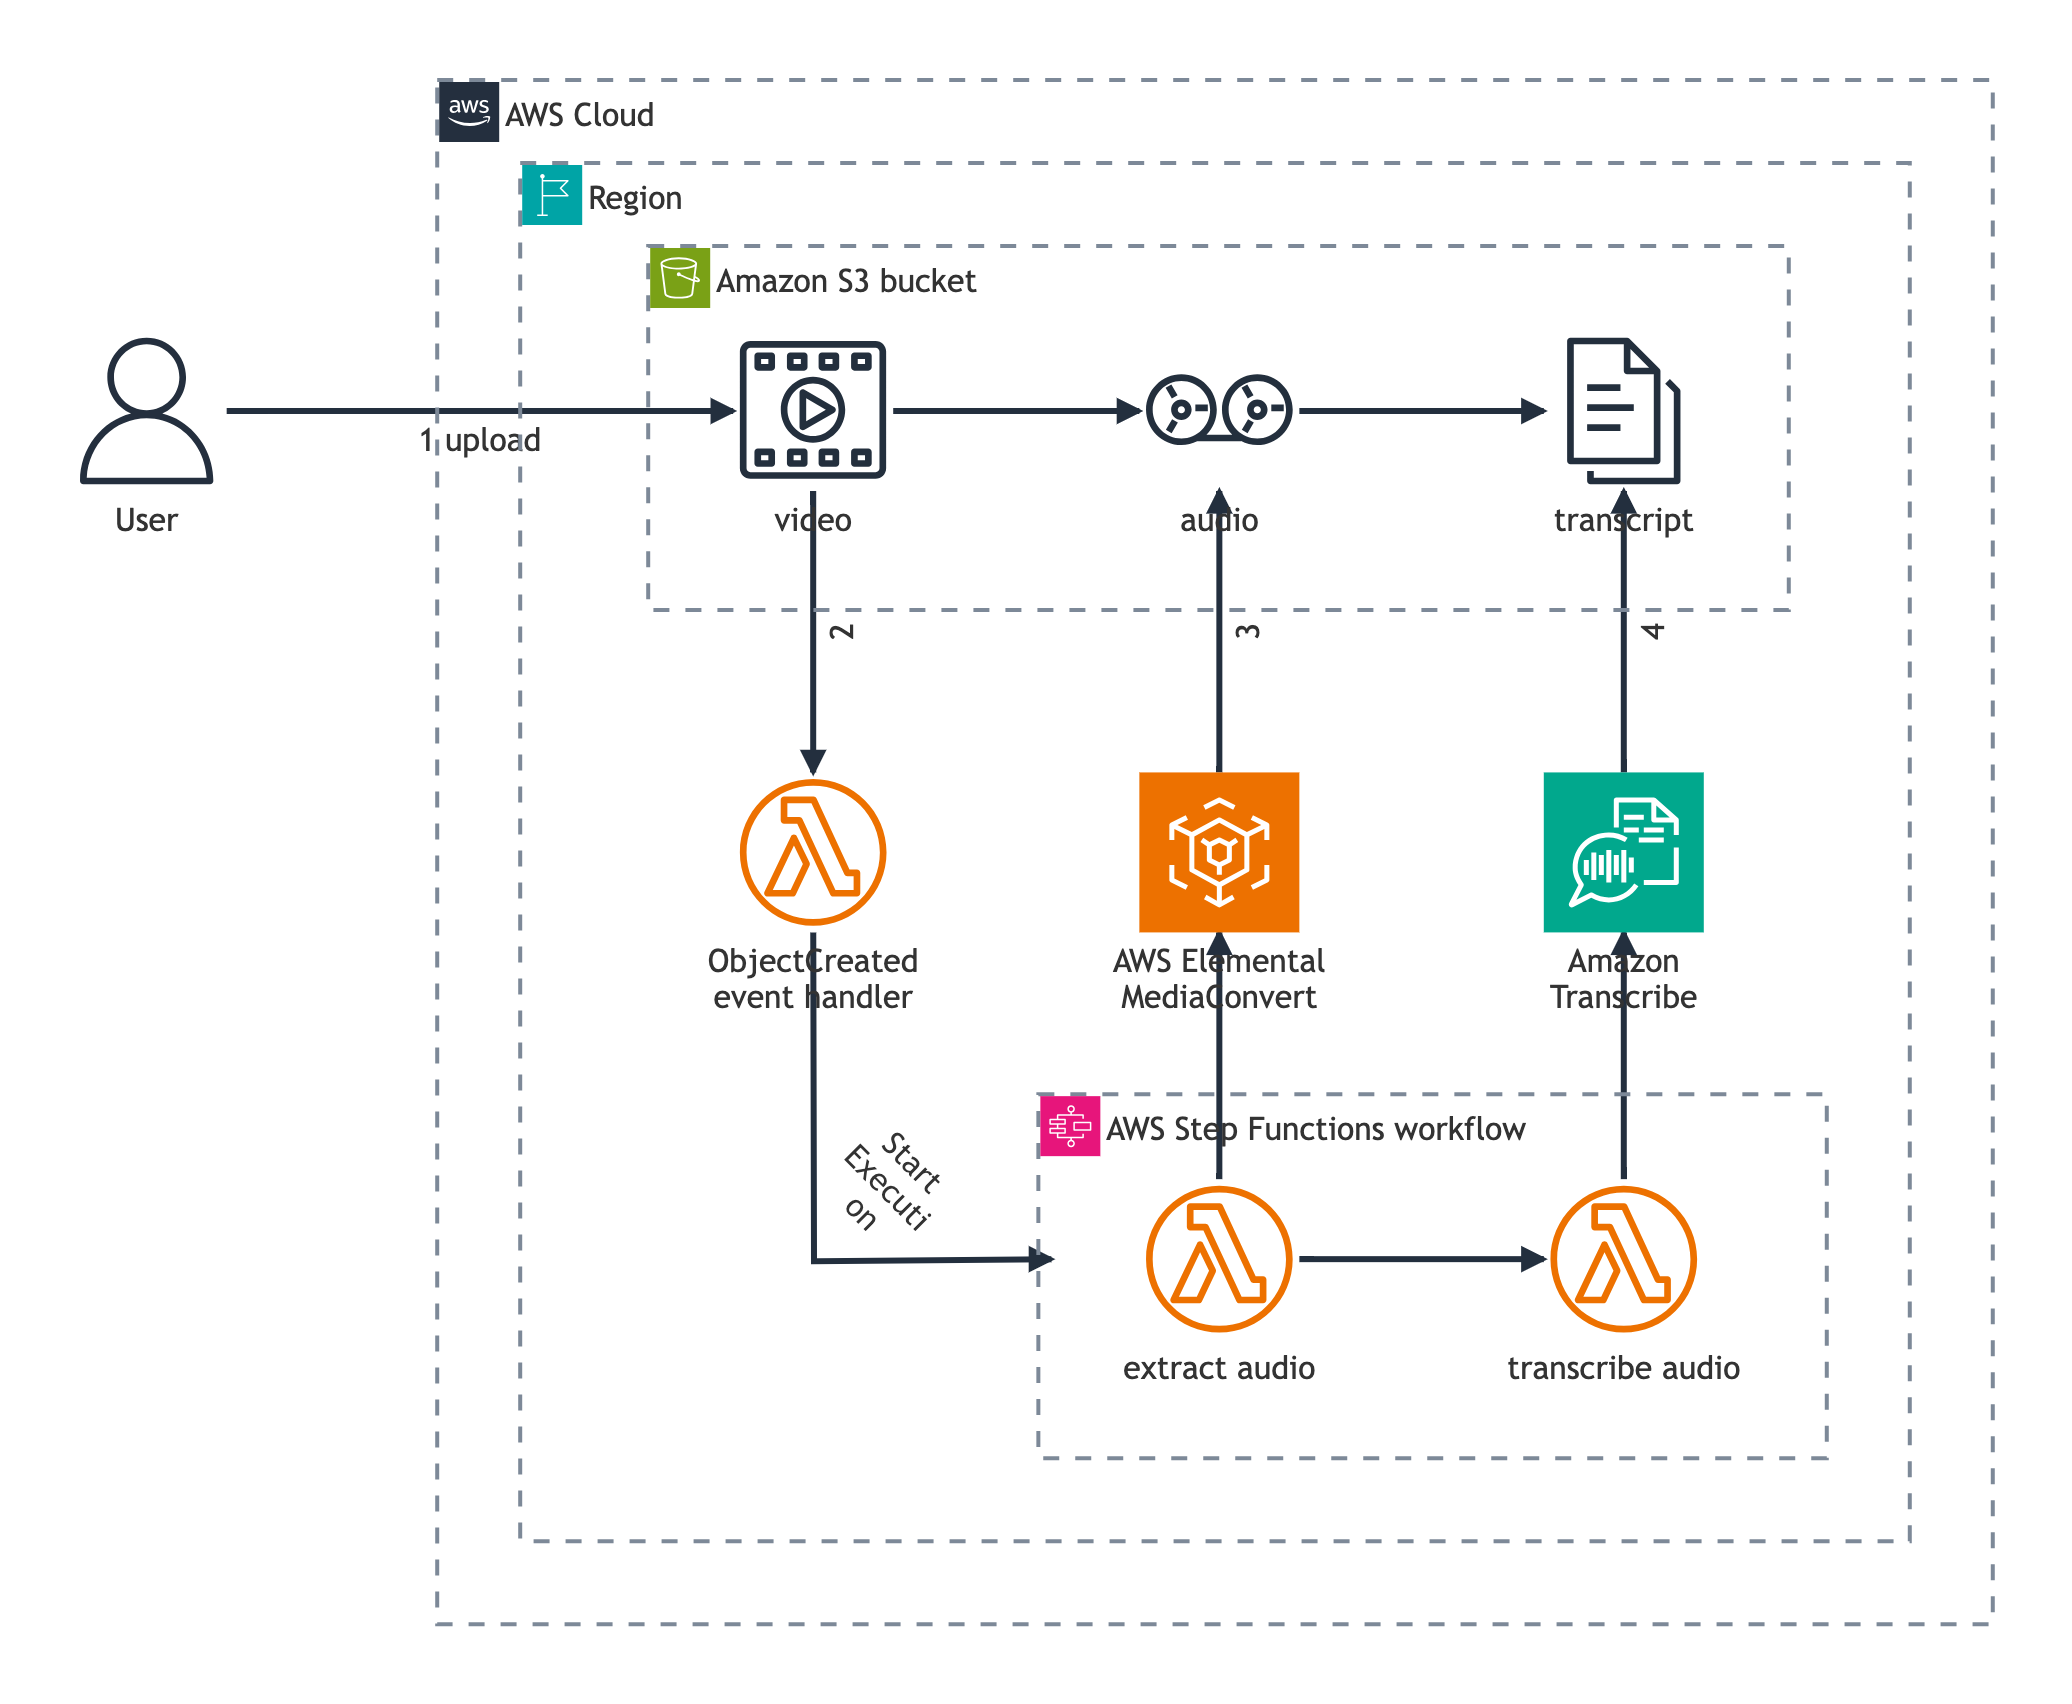 aws
AWS Cloud
Region
Amazon S3 bucket
1 upload
User
video
audio
transcript
2
3
4
ObjectCreated
event handler
AWS Elemental
MediaConvert
Amazon
Transcribe
Start
Executi
on
AWS Step Functions workflow
extract audio
transcribe audio